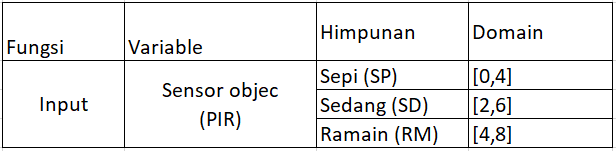 Fungsi Variable Himpunan Domain
Input Sensor objec (PIR) Sepi (SP) [0,4]
Sedang (SD) [2,6]
Ramain (RM) [4,8]